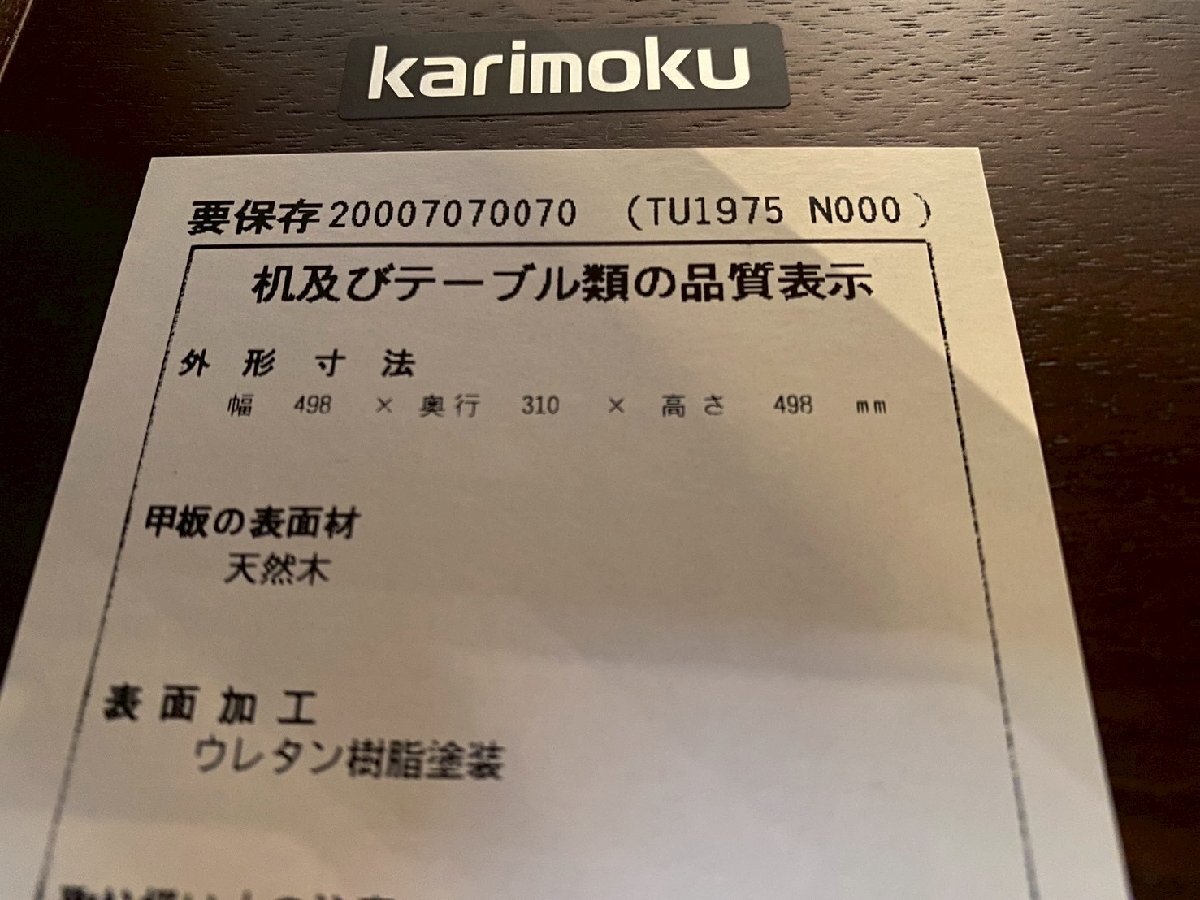 karimoku
要保存20007070070 (TU1975 N000)
机及びテーブル類の品質表示
外形寸法
幅 498 × 奥行 310 × 高さ 498 mm
甲板の表面材
天然木
表面加工
ウレタン樹脂塗装